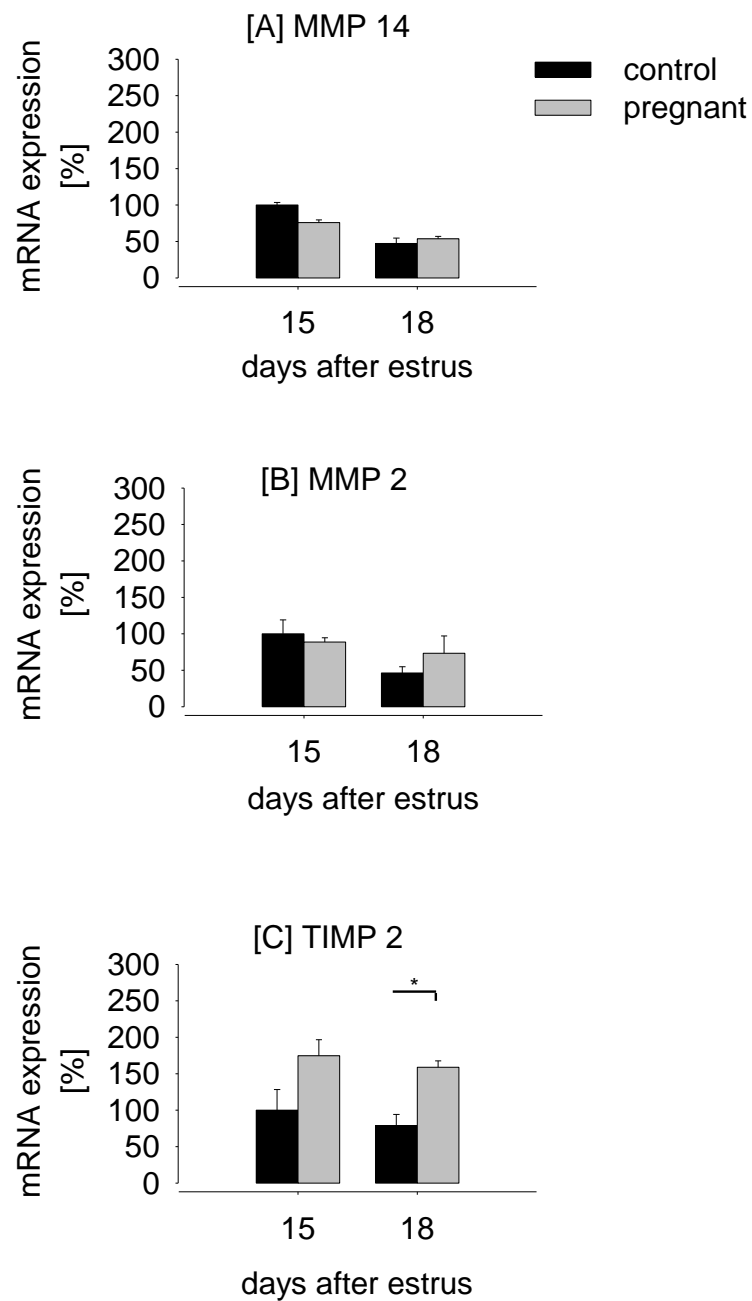 [A] MMP 14
control
pregnant
mRNA expression
[%]
300
250
200
150
100
50
0
15 18
days after estrus
[B] MMP 2
mRNA expression
[%]
300
250
200
150
100
50
0
15 18
days after estrus
[C] TIMP 2
mRNA expression
[%]
300
250
200
150
100
50
0
*
15 18
days after estrus